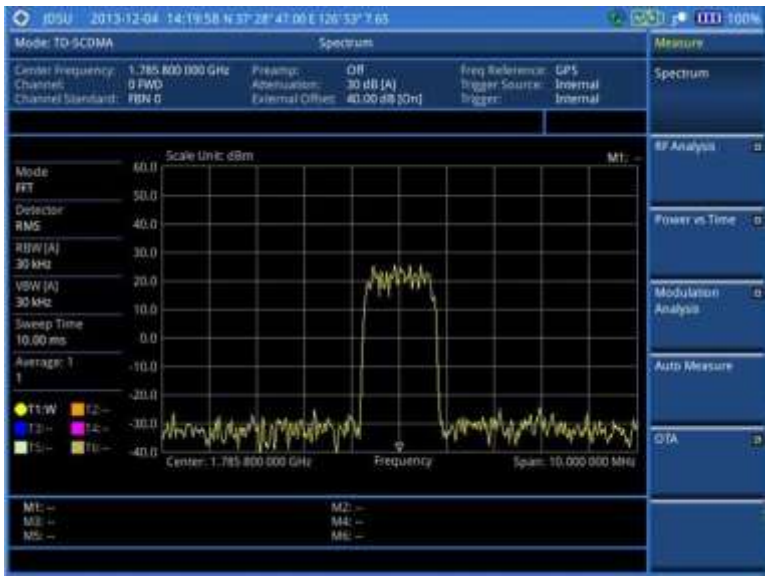 JDSU 2013-12-04 14:19:58 N 37° 28' 41.00 E 126° 53' 7.65 100%
Mode: TD-SCDMA Spectrum Measure
Center Frequency: 1.785 800 000 GHz Preamp: Off Freq Reference: GPS
Channel: 0 FWD Attenuation: 30 dB [A] Trigger Source: Internal
Channel Standard: FBN 0 External Offset: 40.00 dB [On] Trigger: Internal
Spectrum
RF Analysis
Power vs Time
Modulation
Analysis
Auto Measure
OTA
Scale Unit: dBm M1: --
Mode
FFT
Detector
RMS
RBW [A]
30 kHz
VBW [A]
30 kHz
Sweep Time
10.00 ms
Average: 1
1
T1:W T2:--
T3:-- T4:--
T5:-- T6:--
60.0
50.0
40.0
30.0
20.0
10.0
0.0
-10.0
-20.0
-30.0
-40.0
Center: 1.785 800 000 GHz Frequency Span: 10.000 000 MHz
M1: -- M2: --
M3: -- M4: --
M5: -- M6: --